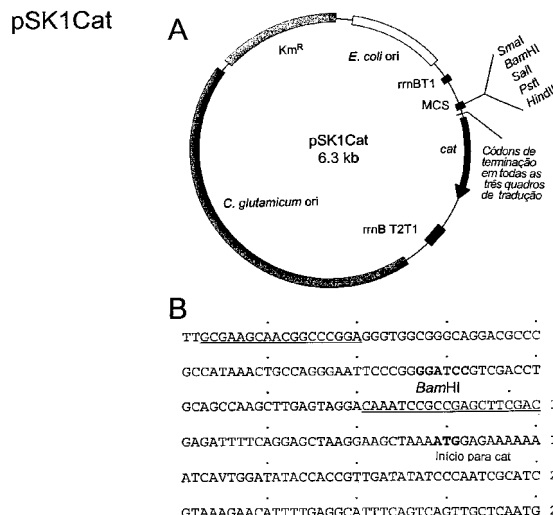 pSK1Cat
A
Km^R
E. coli ori
rrnBT1
MCS
SmaI
BamHI
SalI
PstI
HindIII
cat
pSK1Cat
6.3 kb
Códons de
terminação
em todas as
três quadros
de tradução
C. glutamicum ori
rrnB T2T1
B
TTGCGAAGCAACGGCCCGGAGGGTGGCGGGCAGGACGCCC
GCCATAAACTGCCAGGGAATTCCCGGGGATCCGTCGACCT
BamHI
GCAGCCAAGCTTGAGTAGGACAAATCCGCCGAGCTTCGAC
GAGATTTTCAGGAGCTAAGGAAGCTAAAATGGAGAAAAAA
Início para cat
ATCAVTGGATATACCACCGTTGATATATCCCAATCGCATC
GTAAAGAACATTTTGAGGCATTTCAGTCAGTTGCTCAATG